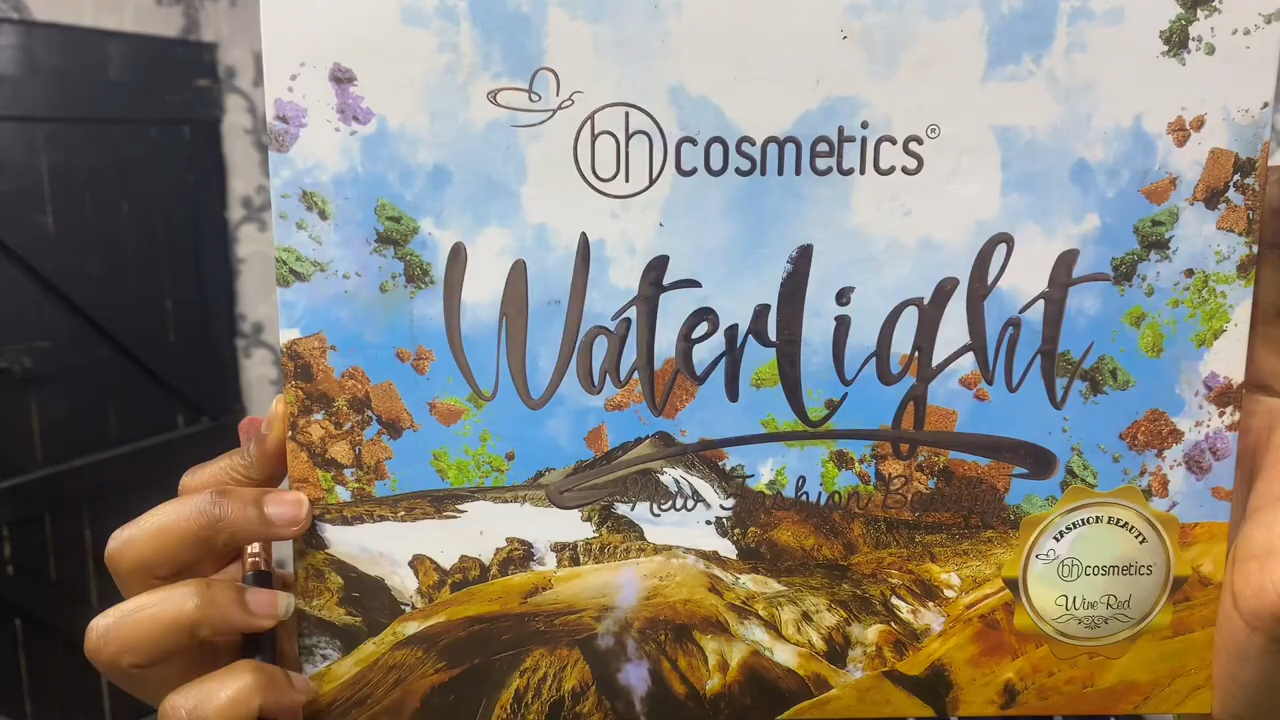 bh cosmetics®
WaterLight
New Fashion Beauty
FASHION BEAUTY
bh cosmetics
Wine Red